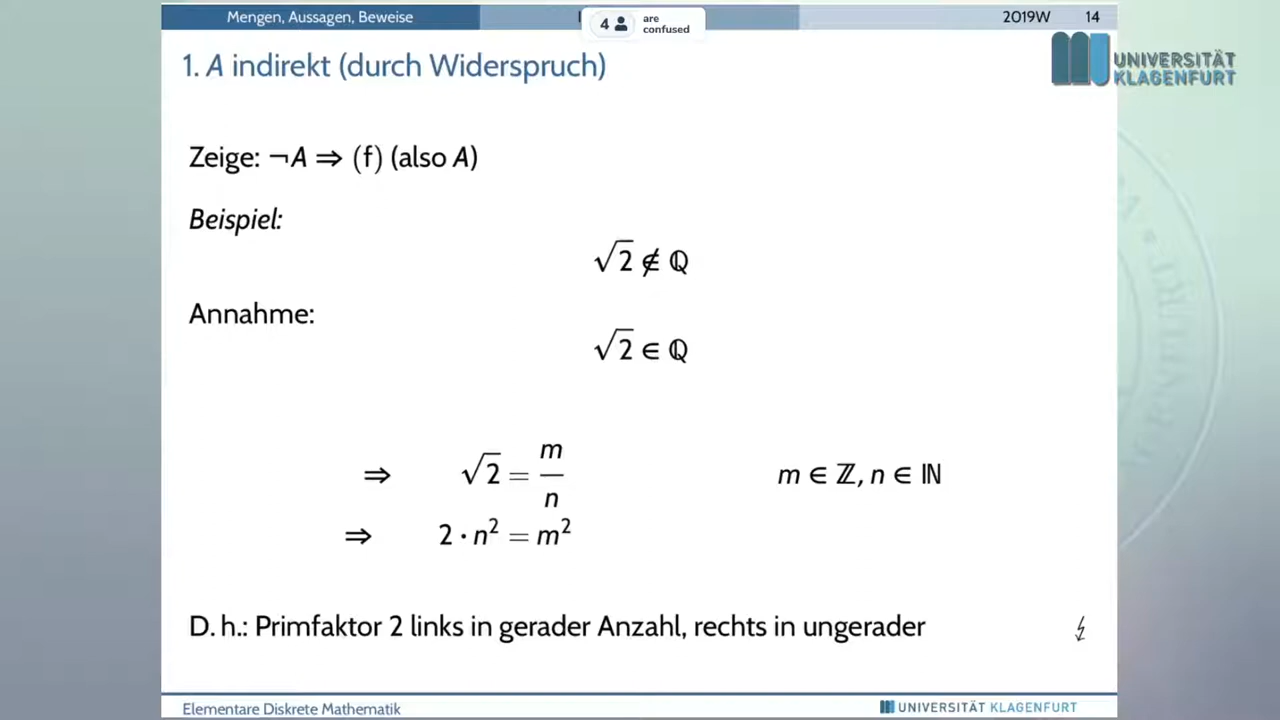 Mengen, Aussagen, Beweise
4 are confused
2019W 14
1. A indirekt (durch Widerspruch)
UNIVERSITÄT
KLAGENFURT
Zeige: ¬A ⇒ (f) (also A)
Beispiel:
√2 ∉ ℚ
Annahme:
√2 ∈ ℚ
⇒ √2 = m/n m ∈ ℤ, n ∈ ℕ
⇒ 2 · n² = m²
D. h.: Primfaktor 2 links in gerader Anzahl, rechts in ungerader ↯
Elementare Diskrete Mathematik
UNIVERSITÄT KLAGENFURT